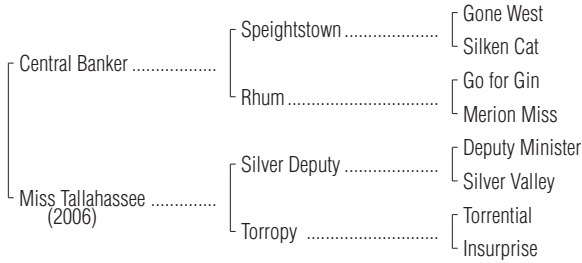 Gone West
Speightstown
Silken Cat
Central Banker
Go for Gin
Rhum
Merion Miss
Deputy Minister
Silver Deputy
Silver Valley
Miss Tallahassee
(2006)
Torrential
Torropy
Insurprise